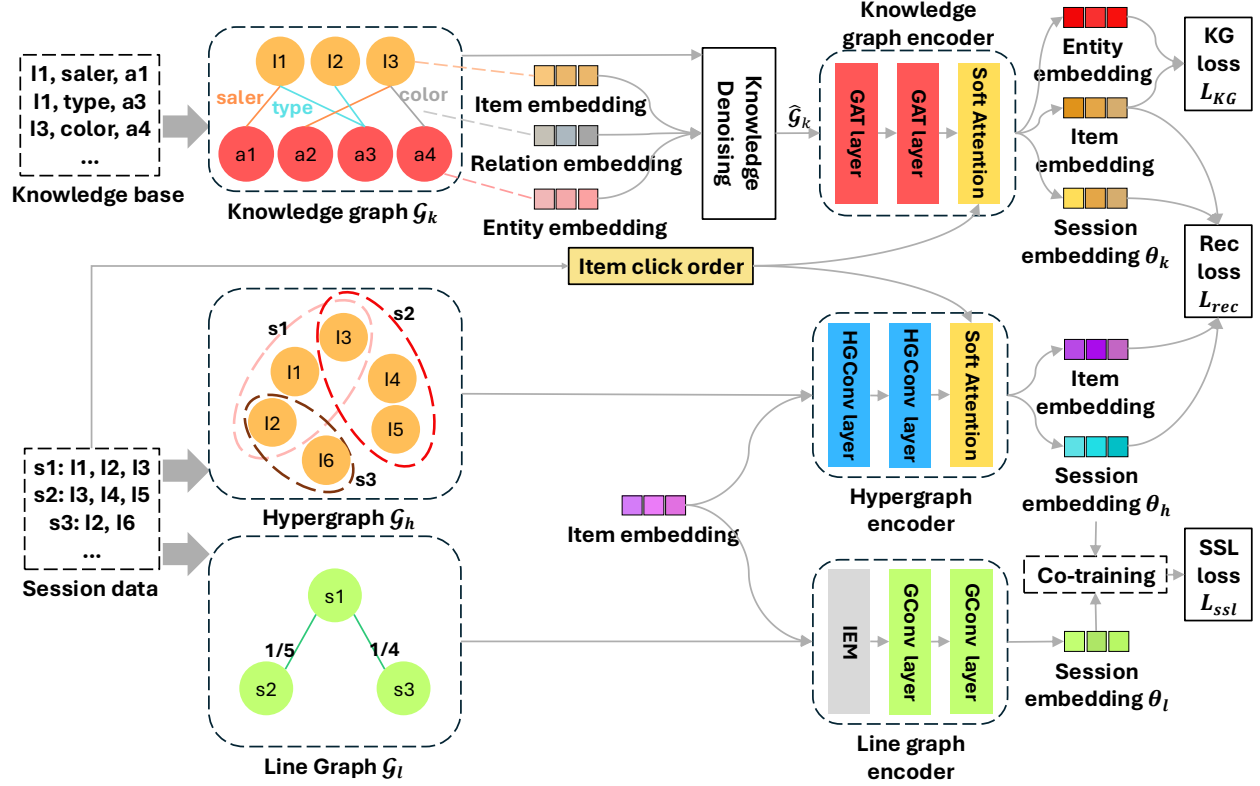 I1, saler, a1
I1, type, a3
I3, color, a4
...
Knowledge base
I1
I2
I3
saler
type
color
a1
a2
a3
a4
Knowledge graph 𝒢k
Item embedding
Relation embedding
Entity embedding
Knowledge
Denoising
𝒢̂k
Knowledge
graph encoder
GAT layer
GAT layer
Soft Attention
Entity
embedding
Item
embedding
Session
embedding θk
KG
loss
LKG
Item click order
Rec
loss
Lrec
s1
s2
I3
I1
I4
I2
I5
I6
s3
Hypergraph 𝒢h
HGConv layer
HGConv layer
Soft Attention
Hypergraph
encoder
Item
embedding
Session
embedding θh
s1: I1, I2, I3
s2: I3, I4, I5
s3: I2, I6
...
Session data
Item embedding
s1
1/5
1/4
s2
s3
Line Graph 𝒢l
IEM
GConv layer
GConv layer
Line graph
encoder
Co-training
SSL
loss
Lssl
Session
embedding θl